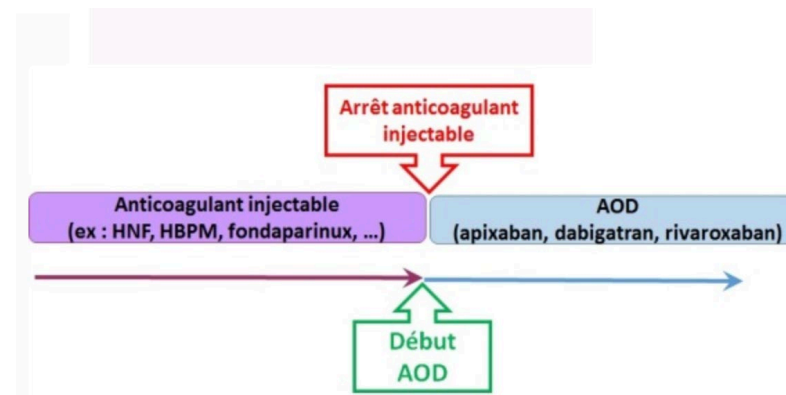 Arrêt anticoagulant
injectable
Anticoagulant injectable
(ex : HNF, HBPM, fondaparinux, ...)
AOD
(apixaban, dabigatran, rivaroxaban)
Début
AOD